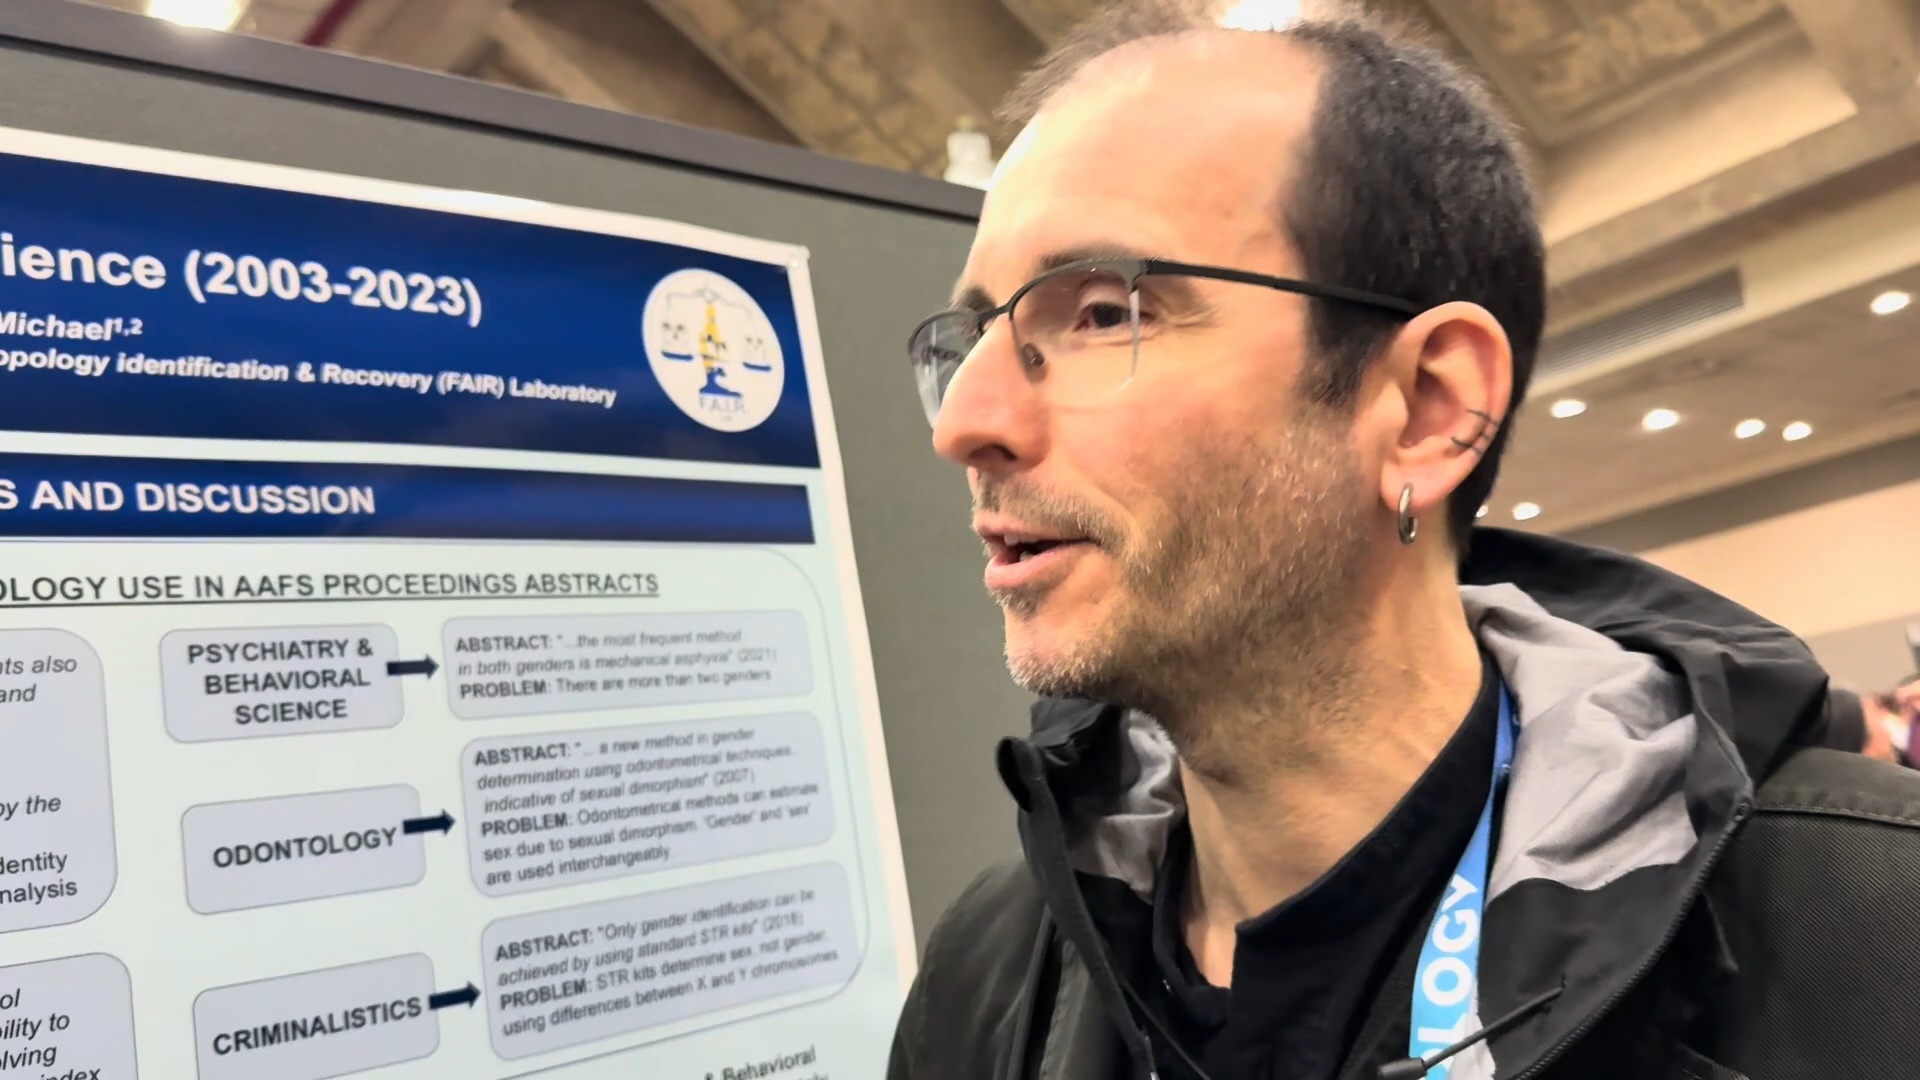 ience (2003-2023)
Michael¹,²
opology identification & Recovery (FAIR) Laboratory
F.A.I.R.
S AND DISCUSSION
OLOGY USE IN AAFS PROCEEDINGS ABSTRACTS
nts also
and
by the
dentity
nalysis
ol
bility to
olving
index
PSYCHIATRY &
BEHAVIORAL
SCIENCE
ABSTRACT: "...the most frequent method
in both genders is mechanical asphyxia" (2021)
PROBLEM: There are more than two genders
ODONTOLOGY
ABSTRACT: "... a new method in gender
determination using odontometrical techniques
indicative of sexual dimorphism" (2007)
PROBLEM: Odontometrical methods can estimate
sex due to sexual dimorphism. 'Gender' and 'sex'
are used interchangeably
CRIMINALISTICS
ABSTRACT: "Only gender identification can be
achieved by using standard STR kits" (2018)
PROBLEM: STR kits determine sex, not gender,
using differences between X and Y chromosomes
& Behavioral
OLOGY